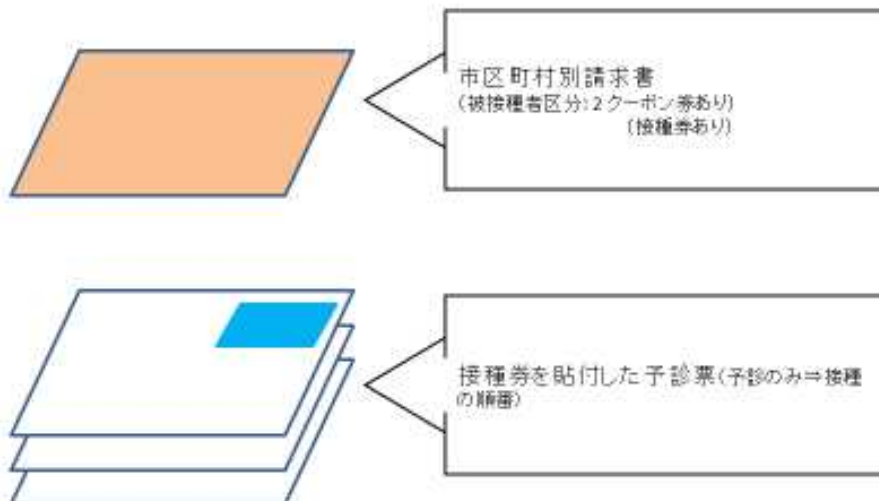 市区町村別請求書
(被接種者区分:2クーポン券あり)
(接種券あり)
接種券を貼付した予診票(予診のみ⇒接種
の順番)